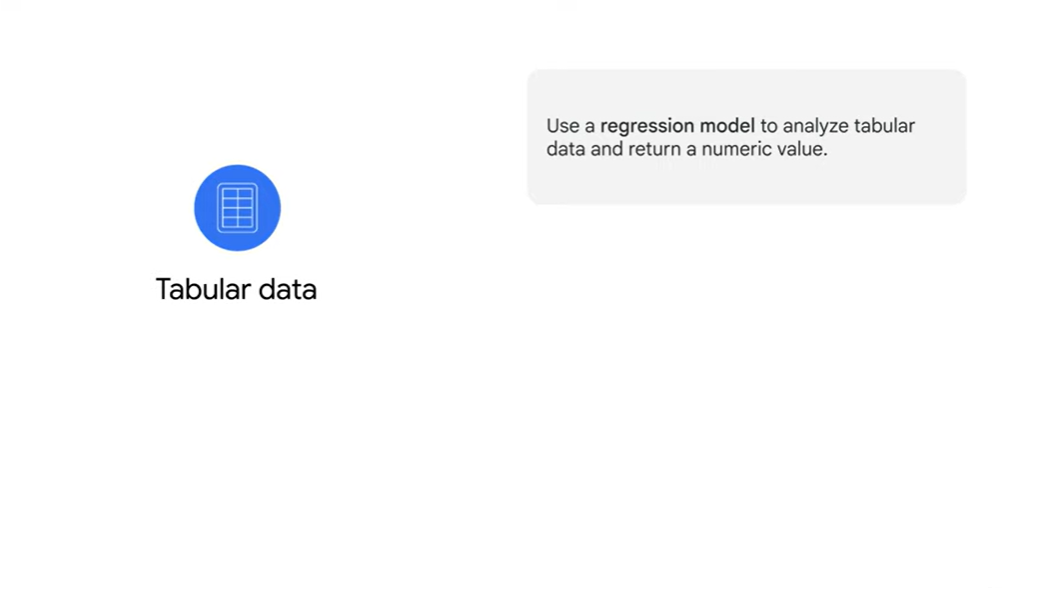 Use a regression model to analyze tabular
data and return a numeric value.
Tabular data